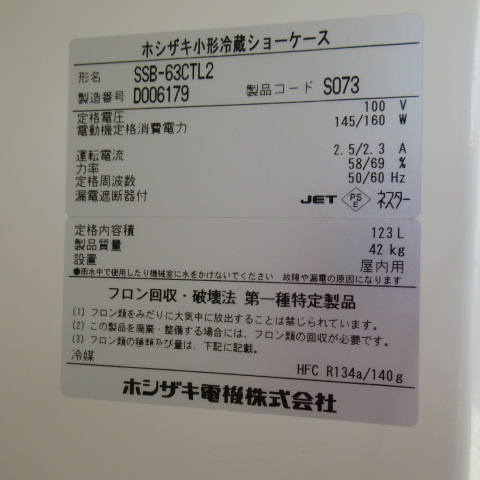 ホシザキ小形冷蔵ショーケース
形名 SSB-63CTL2
製造番号 D006179 製品コード S073
定格電圧 100 V
電動機定格消費電力 145/160 W
運転電流 2.5/2.3 A
力率 58/69 %
定格周波数 50/60 Hz
漏電遮断器付 JET PS E ネスター
定格内容積 123 L
製品質量 42 kg
設置 屋内用
●雨水中で使用したり機械室に水をかけないでください 故障や漏電の原因になります
フロン回収・破壊法 第一種特定製品
(1) フロン類をみだりに大気中に放出することは禁じられています。
(2) この製品を廃棄・整備する場合には、フロン類の回収が必要です。
(3) フロン類の種類及び量は、下記に記載。
冷媒 HFC R134a/140g
ホシザキ電機株式会社